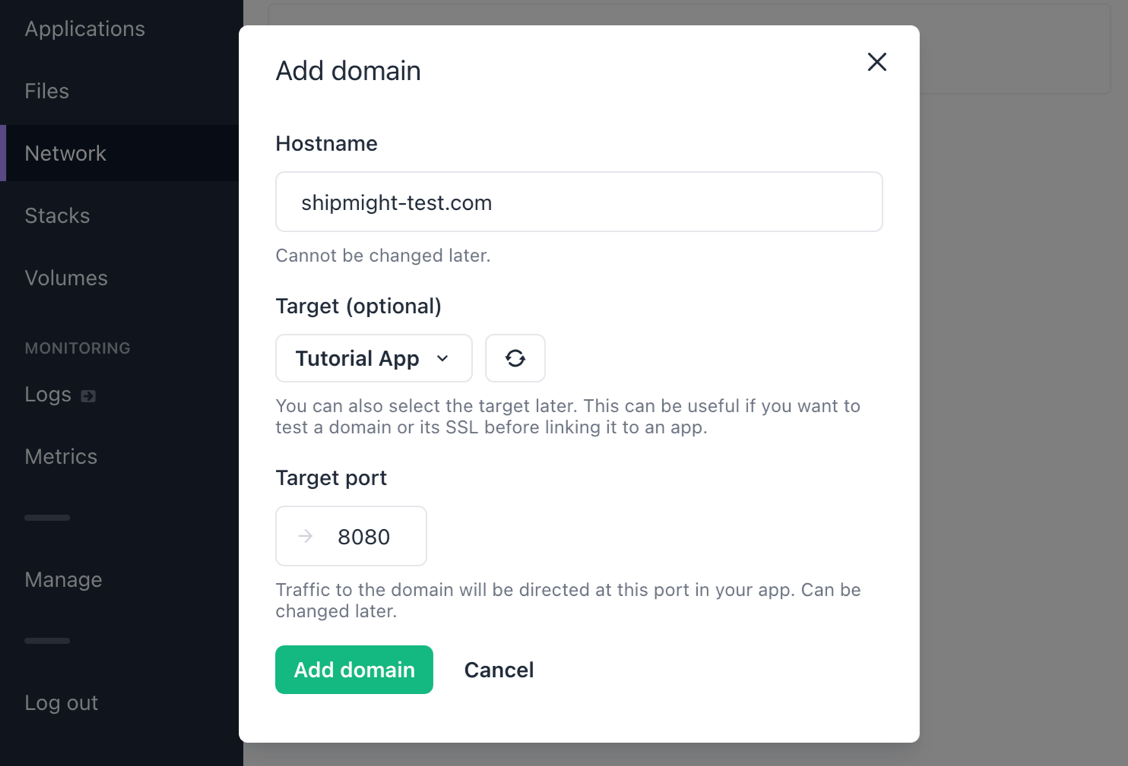 Applications
Files
Network
Stacks
Volumes
MONITORING
Logs
Metrics
Manage
Log out
Add domain
Hostname
shipmight-test.com
Cannot be changed later.
Target (optional)
Tutorial App
You can also select the target later. This can be useful if you want to
test a domain or its SSL before linking it to an app.
Target port
8080
Traffic to the domain will be directed at this port in your app. Can be
changed later.
Add domain
Cancel